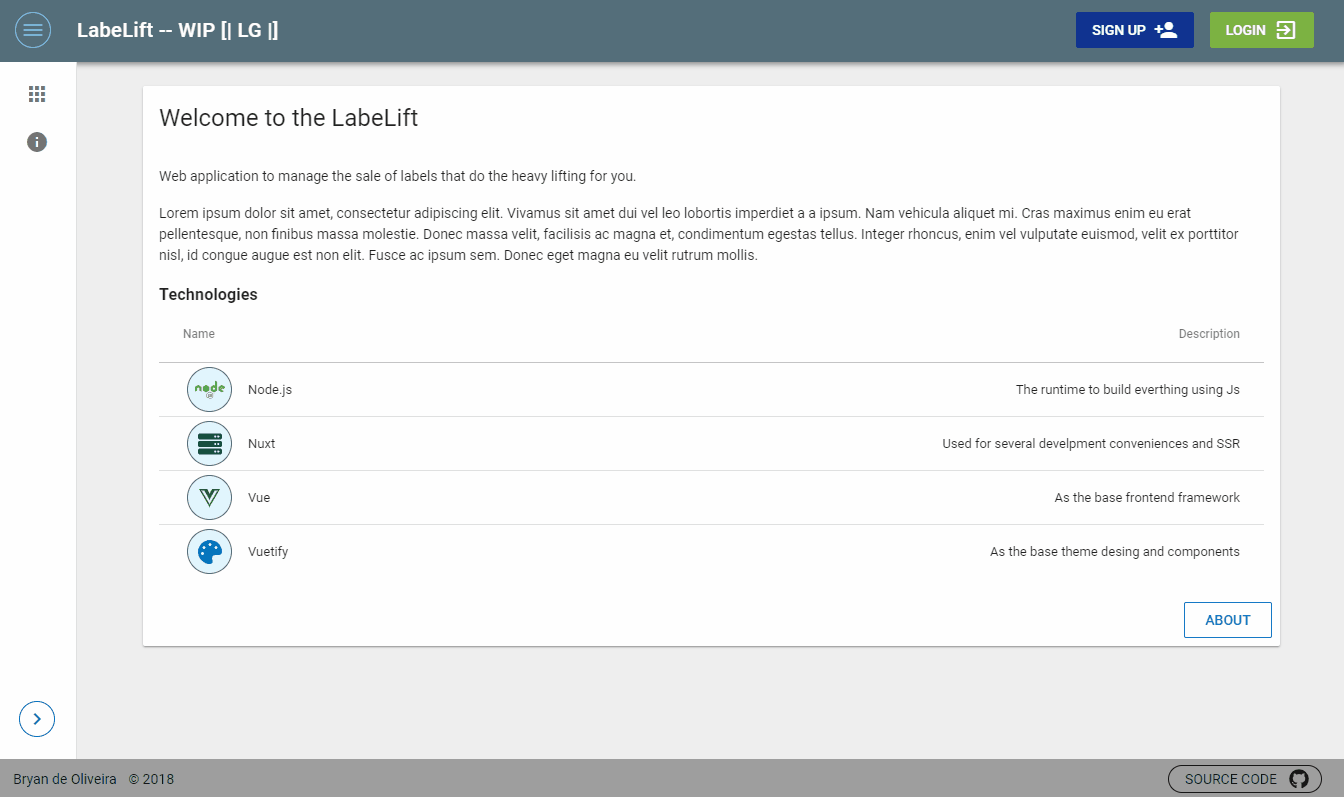 LabeLift -- WIP [| LG |]
SIGN UP
LOGIN
Welcome to the LabeLift
Web application to manage the sale of labels that do the heavy lifting for you.
Lorem ipsum dolor sit amet, consectetur adipiscing elit. Vivamus sit amet dui vel leo lobortis imperdiet a a ipsum. Nam vehicula aliquet mi. Cras maximus enim eu erat
pellentesque, non finibus massa molestie. Donec massa velit, facilisis ac magna et, condimentum egestas tellus. Integer rhoncus, enim vel vulputate euismod, velit ex porttitor
nisl, id congue augue est non elit. Fusce ac ipsum sem. Donec eget magna eu velit rutrum mollis.
Technologies
Name Description
node
Node.js The runtime to build everthing using Js
Nuxt Used for several develpment conveniences and SSR
Vue As the base frontend framework
Vuetify As the base theme desing and components
ABOUT
Bryan de Oliveira © 2018
SOURCE CODE